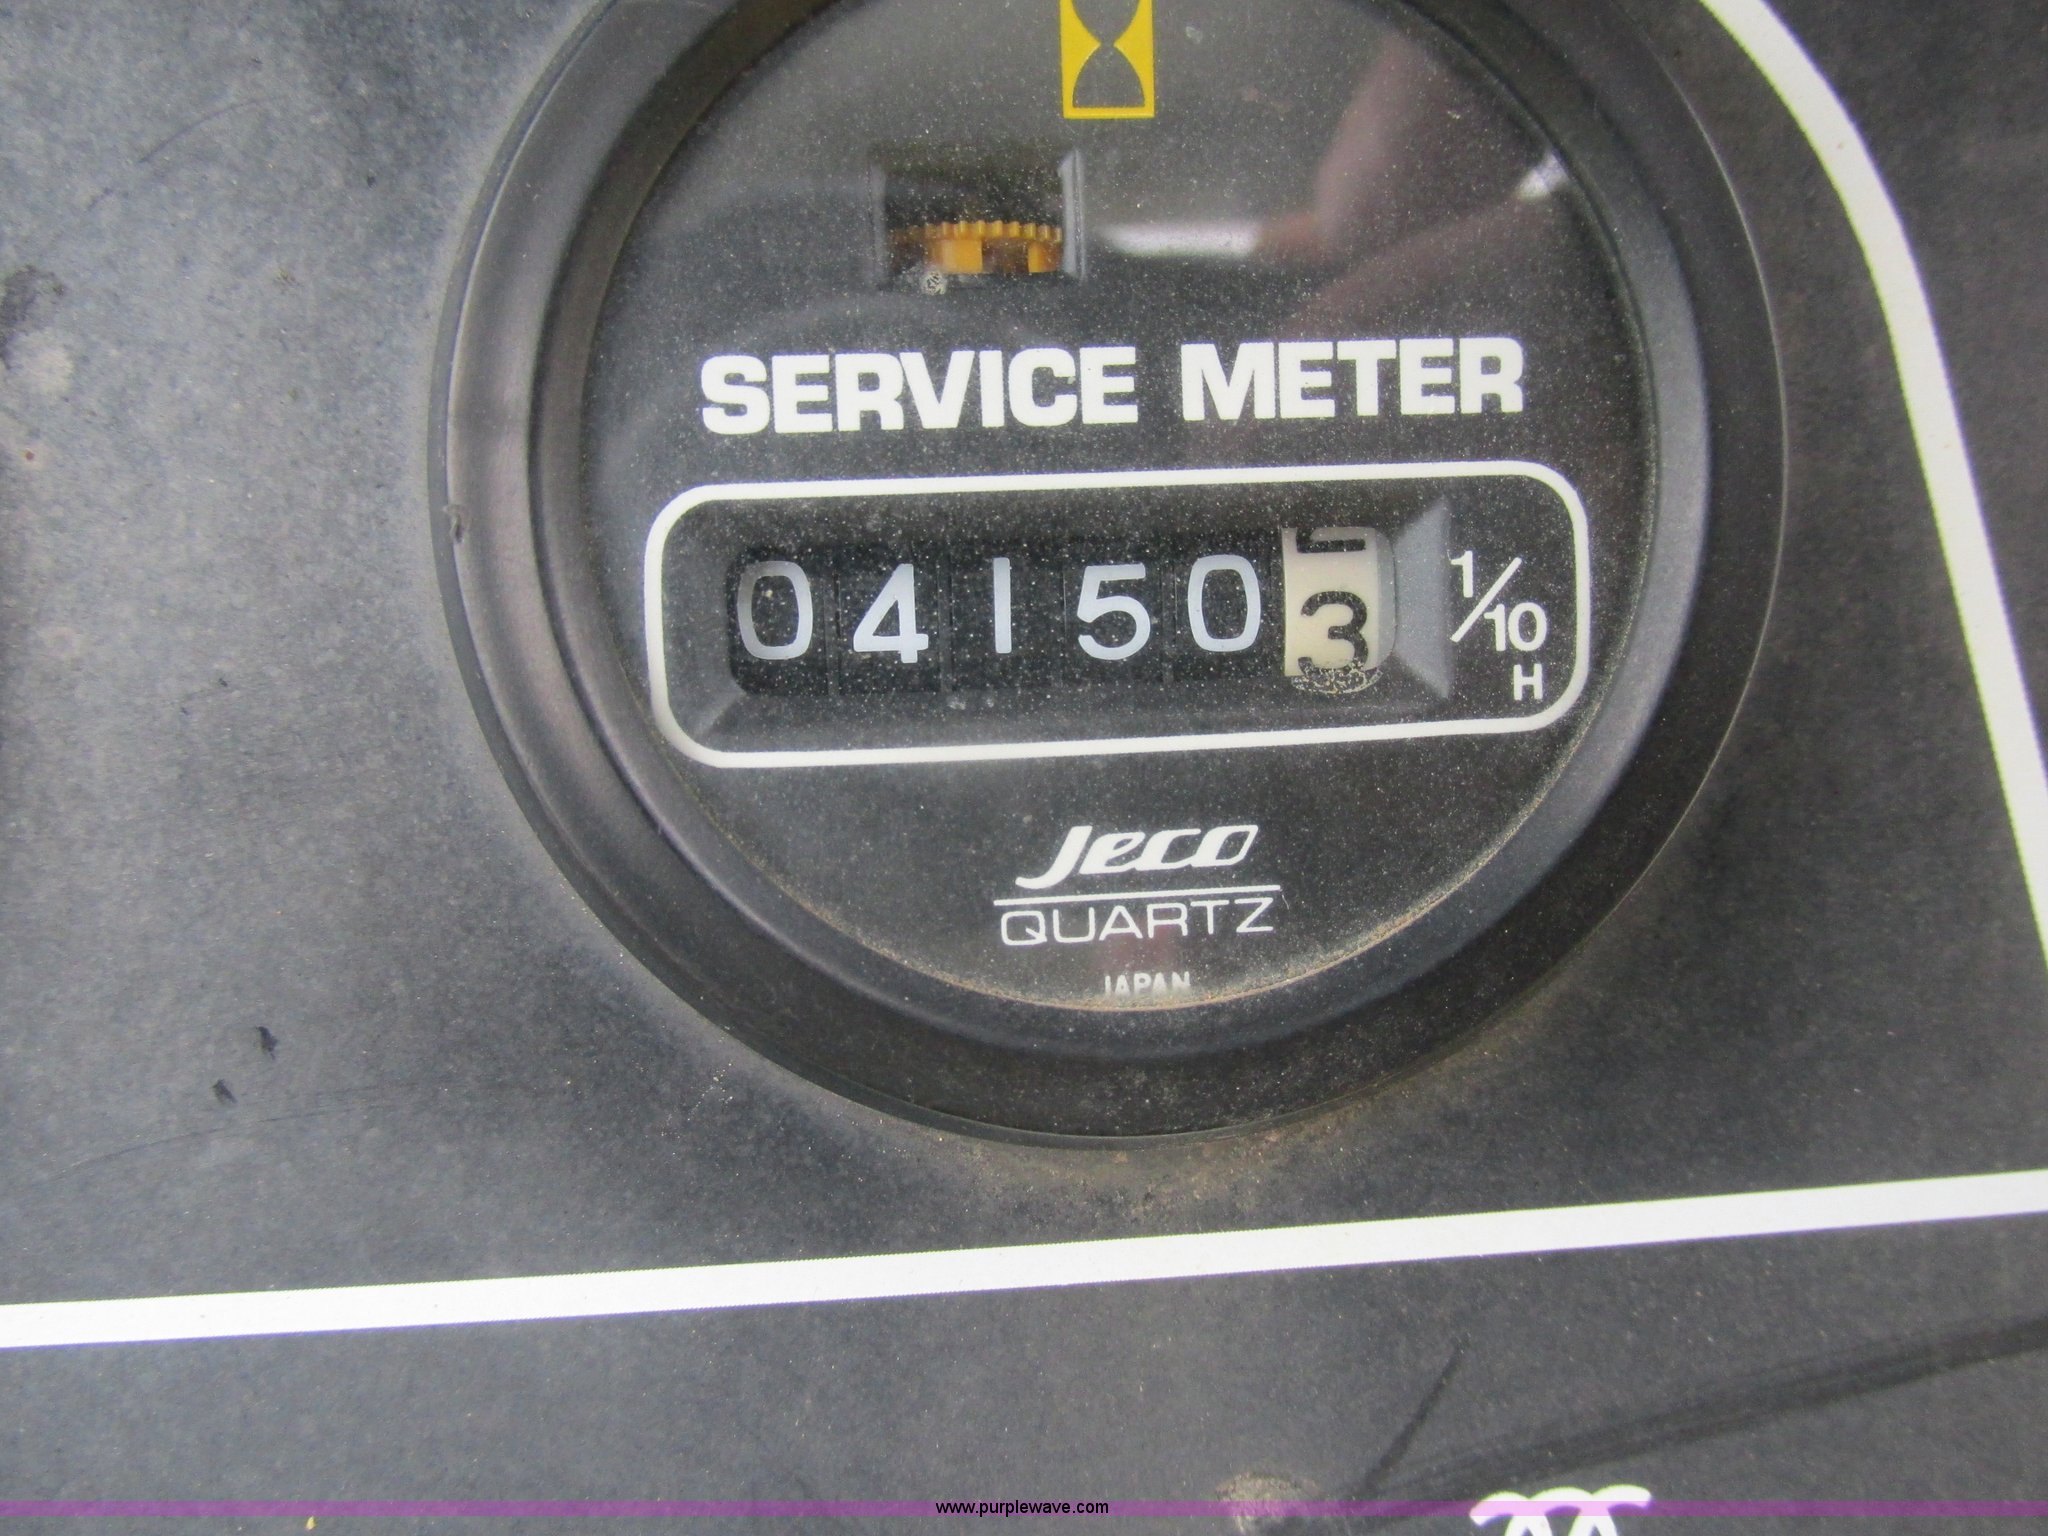 SERVICE METER
041503 1/10
H
Jeco
QUARTZ
JAPAN
www.purplewave.com